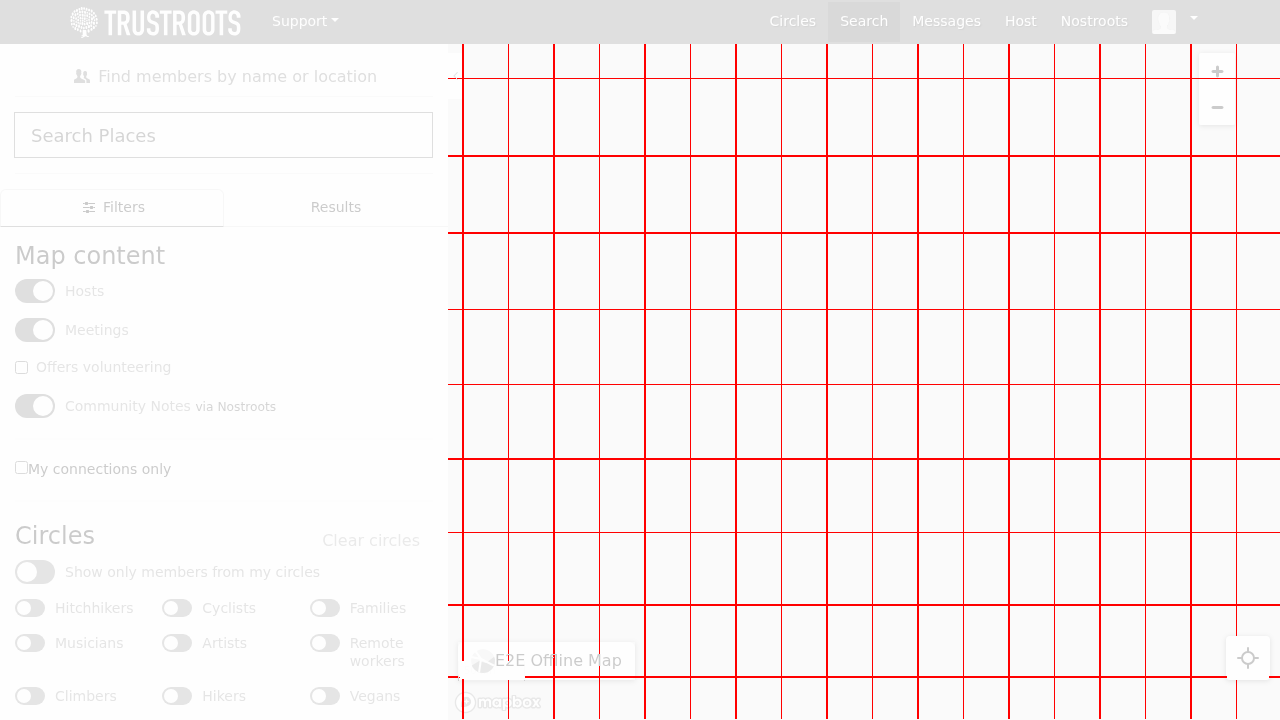 TRUSTROOTS Support Circles Search Messages Host Nostroots
Find members by name or location
Search Places
Filters Results
Map content
Hosts
Meetings
Offers volunteering
Community Notes via Nostroots
My connections only
Circles Clear circles
Show only members from my circles
Hitchhikers Cyclists Families
Musicians Artists Remote workers
Climbers Hikers Vegans
+
−
E2E Offline Map
mapbox